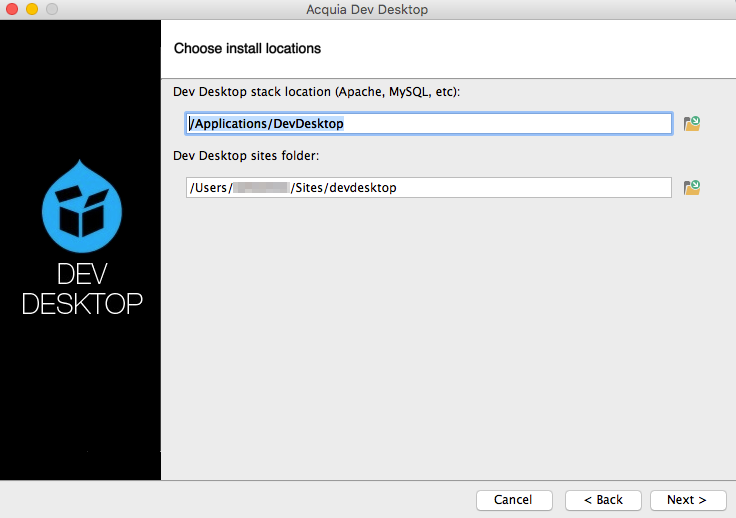 Acquia Dev Desktop
Choose install locations
Dev Desktop stack location (Apache, MySQL, etc):
/Applications/DevDesktop
Dev Desktop sites folder:
/Users/ /Sites/devdesktop
DEV
DESKTOP
Cancel
< Back
Next >